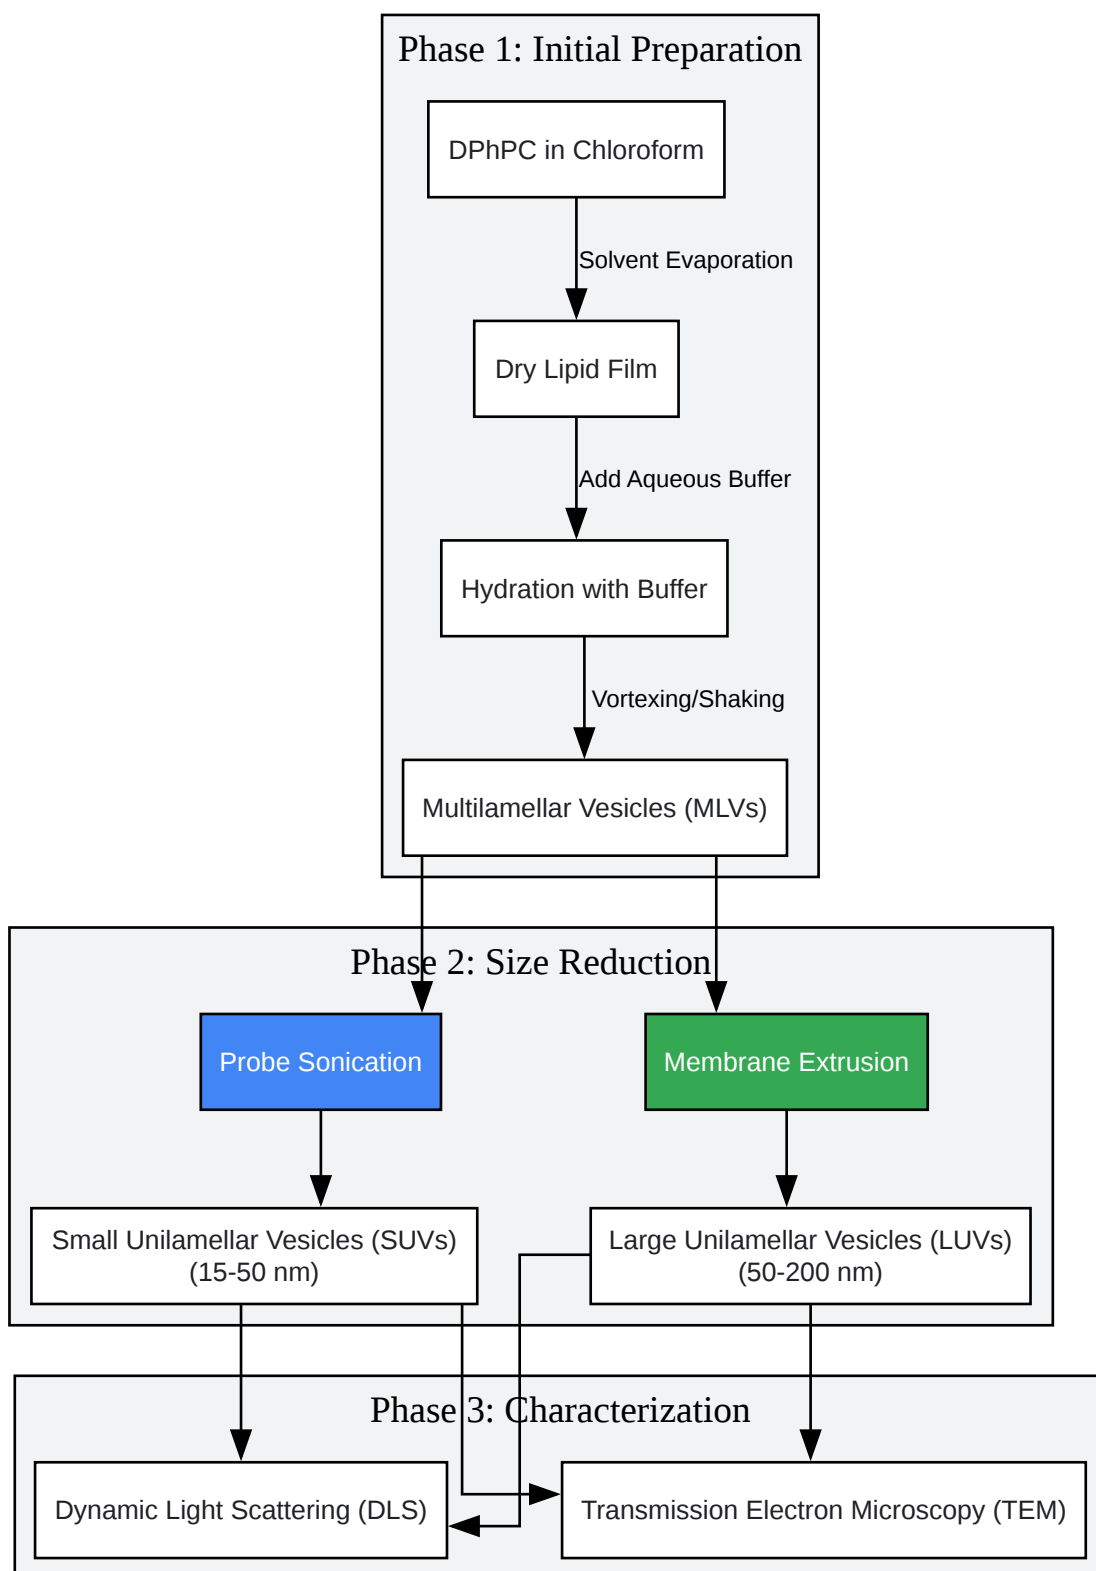 Phase 1: Initial Preparation
DPhPC in Chloroform
Solvent Evaporation
Dry Lipid Film
Add Aqueous Buffer
Hydration with Buffer
Vortexing/Shaking
Multilamellar Vesicles (MLVs)
Phase 2: Size Reduction
Probe Sonication
Membrane Extrusion
Small Unilamellar Vesicles (SUVs)
(15-50 nm)
Large Unilamellar Vesicles (LUVs)
(50-200 nm)
Phase 3: Characterization
Dynamic Light Scattering (DLS)
Transmission Electron Microscopy (TEM)